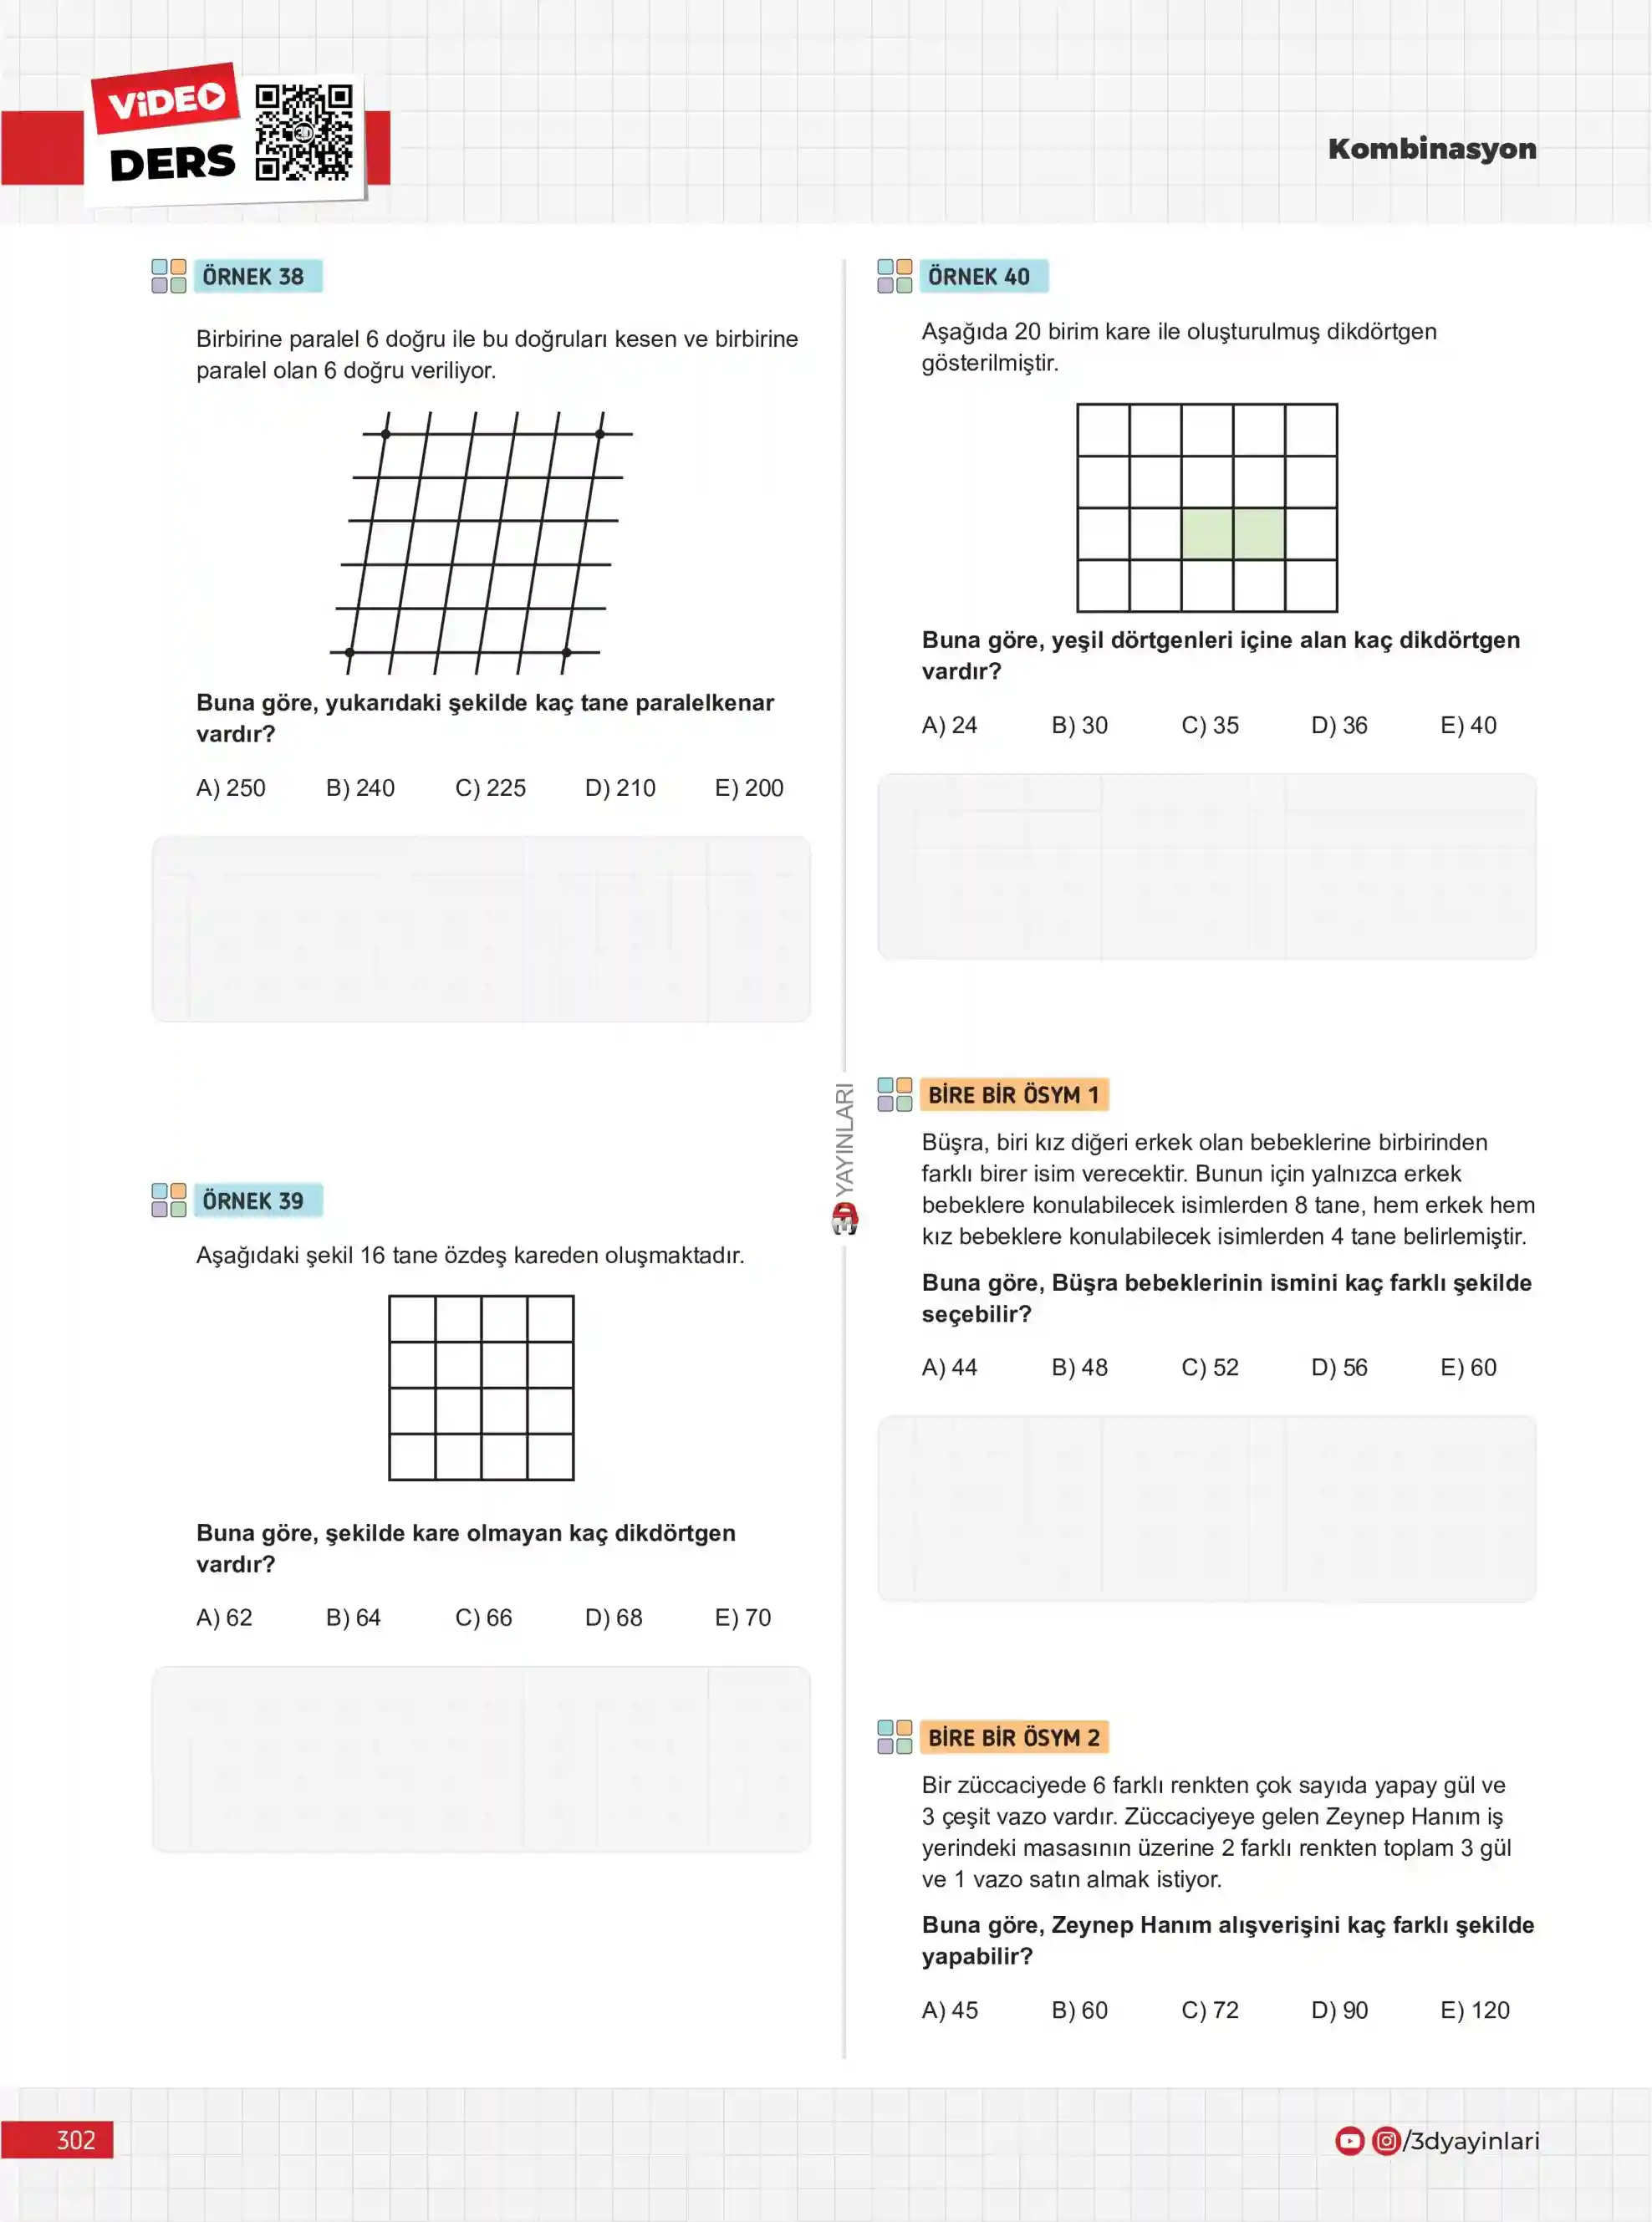 VİDEO
DERS
Kombinasyon
ÖRNEK 38
Birbirine paralel 6 doğru ile bu doğruları kesen ve birbirine
paralel olan 6 doğru veriliyor.
Buna göre, yukarıdaki şekilde kaç tane paralelkenar
vardır?
A) 250 B) 240 C) 225 D) 210 E) 200
ÖRNEK 39
Aşağıdaki şekil 16 tane özdeş kareden oluşmaktadır.
Buna göre, şekilde kare olmayan kaç dikdörtgen
vardır?
A) 62 B) 64 C) 66 D) 68 E) 70
YAYINLARI
ÖRNEK 40
Aşağıda 20 birim kare ile oluşturulmuş dikdörtgen
gösterilmiştir.
Buna göre, yeşil dörtgenleri içine alan kaç dikdörtgen
vardır?
A) 24 B) 30 C) 35 D) 36 E) 40
BİRE BİR ÖSYM 1
Büşra, biri kız diğeri erkek olan bebeklerine birbirinden
farklı birer isim verecektir. Bunun için yalnızca erkek
bebeklere konulabilecek isimlerden 8 tane, hem erkek hem
kız bebeklere konulabilecek isimlerden 4 tane belirlemiştir.
Buna göre, Büşra bebeklerinin ismini kaç farklı şekilde
seçebilir?
A) 44 B) 48 C) 52 D) 56 E) 60
BİRE BİR ÖSYM 2
Bir züccaciyede 6 farklı renkten çok sayıda yapay gül ve
3 çeşit vazo vardır. Züccaciyeye gelen Zeynep Hanım iş
yerindeki masasının üzerine 2 farklı renkten toplam 3 gül
ve 1 vazo satın almak istiyor.
Buna göre, Zeynep Hanım alışverişini kaç farklı şekilde
yapabilir?
A) 45 B) 60 C) 72 D) 90 E) 120
302
/3dyayinlari